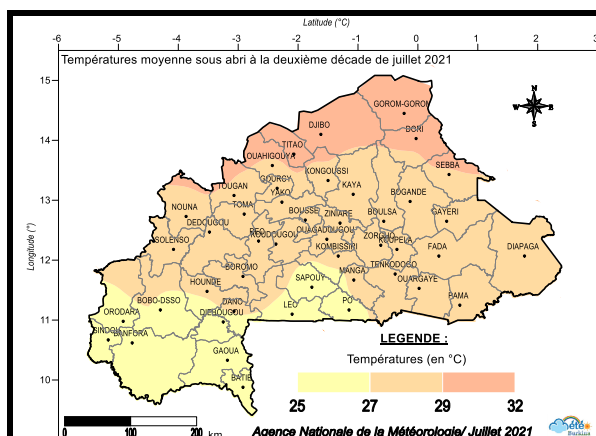 Latitude (°C)
-6 -5 -4 -3 -2 -1 0 1 2 3
Températures moyenne sous abri à la deuxième décade de juillet 2021
15
GOROM-GOROM
N
W E
S
DJIBO
DORI
14
TITAO
OUAHIGOUYA
KONGOUSSI
SEBBA
TOUGAN
GOURCY
KAYA
YAKO
BOGANDE
13
NOUNA
TOMA
BOUSSE
ZINIARE
BOULSA
GAYERI
DEDOUGOU
REO
OUAGADOUGOU
ZORGHO
SOLENSO
KOUDOUGOU
KOMBISSIRI
KOUPELA
FADA
DIAPAGA
Longitude (°)
12
BOROMO
TENKODOGO
MANGA
HOUNDE
SAPOUY
OUARGAYE
BOBO-DSSO
DANO
LEO
PO
PAMA
ORODARA
DIEBOUGOU
11
SINDOU
BANFORA
LEGENDE :
GAOUA
Températures (en °C)
10
BATIE
25 27 29 32
0 100 200 km
Agence Nationale de la Météorologie/ Juillet 2021
météo
Burkina